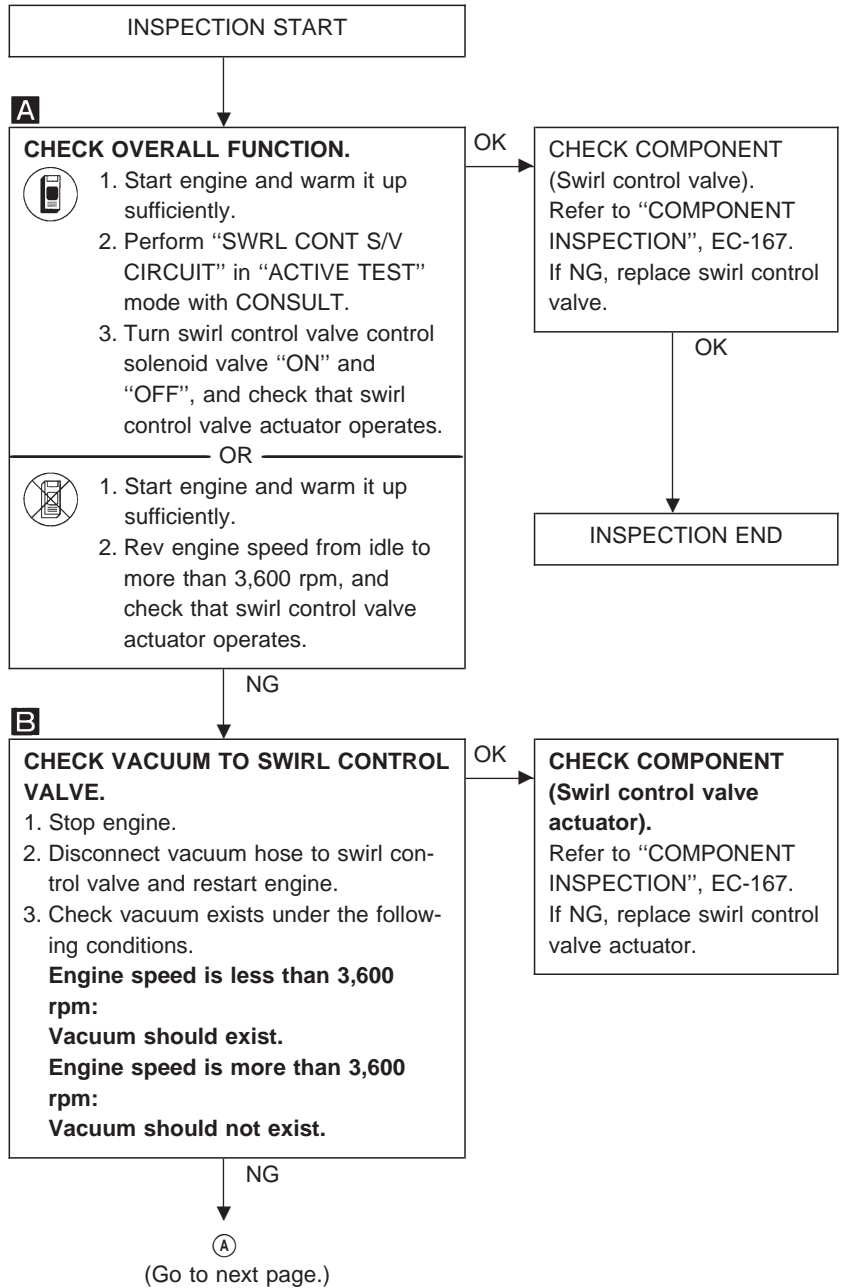 INSPECTION START
A
CHECK OVERALL FUNCTION.
1. Start engine and warm it up
sufficiently.
2. Perform ‘‘SWRL CONT S/V
CIRCUIT’’ in ‘‘ACTIVE TEST’’
mode with CONSULT.
3. Turn swirl control valve control
solenoid valve ‘‘ON’’ and
‘‘OFF’’, and check that swirl
control valve actuator operates.
OR
1. Start engine and warm it up
sufficiently.
2. Rev engine speed from idle to
more than 3,600 rpm, and
check that swirl control valve
actuator operates.
OK
CHECK COMPONENT
(Swirl control valve).
Refer to ‘‘COMPONENT
INSPECTION’’, EC-167.
If NG, replace swirl control
valve.
OK
INSPECTION END
NG
B
CHECK VACUUM TO SWIRL CONTROL
VALVE.
1. Stop engine.
2. Disconnect vacuum hose to swirl con-
trol valve and restart engine.
3. Check vacuum exists under the follow-
ing conditions.
Engine speed is less than 3,600
rpm:
Vacuum should exist.
Engine speed is more than 3,600
rpm:
Vacuum should not exist.
OK
CHECK COMPONENT
(Swirl control valve
actuator).
Refer to ‘‘COMPONENT
INSPECTION’’, EC-167.
If NG, replace swirl control
valve actuator.
NG
Ⓐ
(Go to next page.)